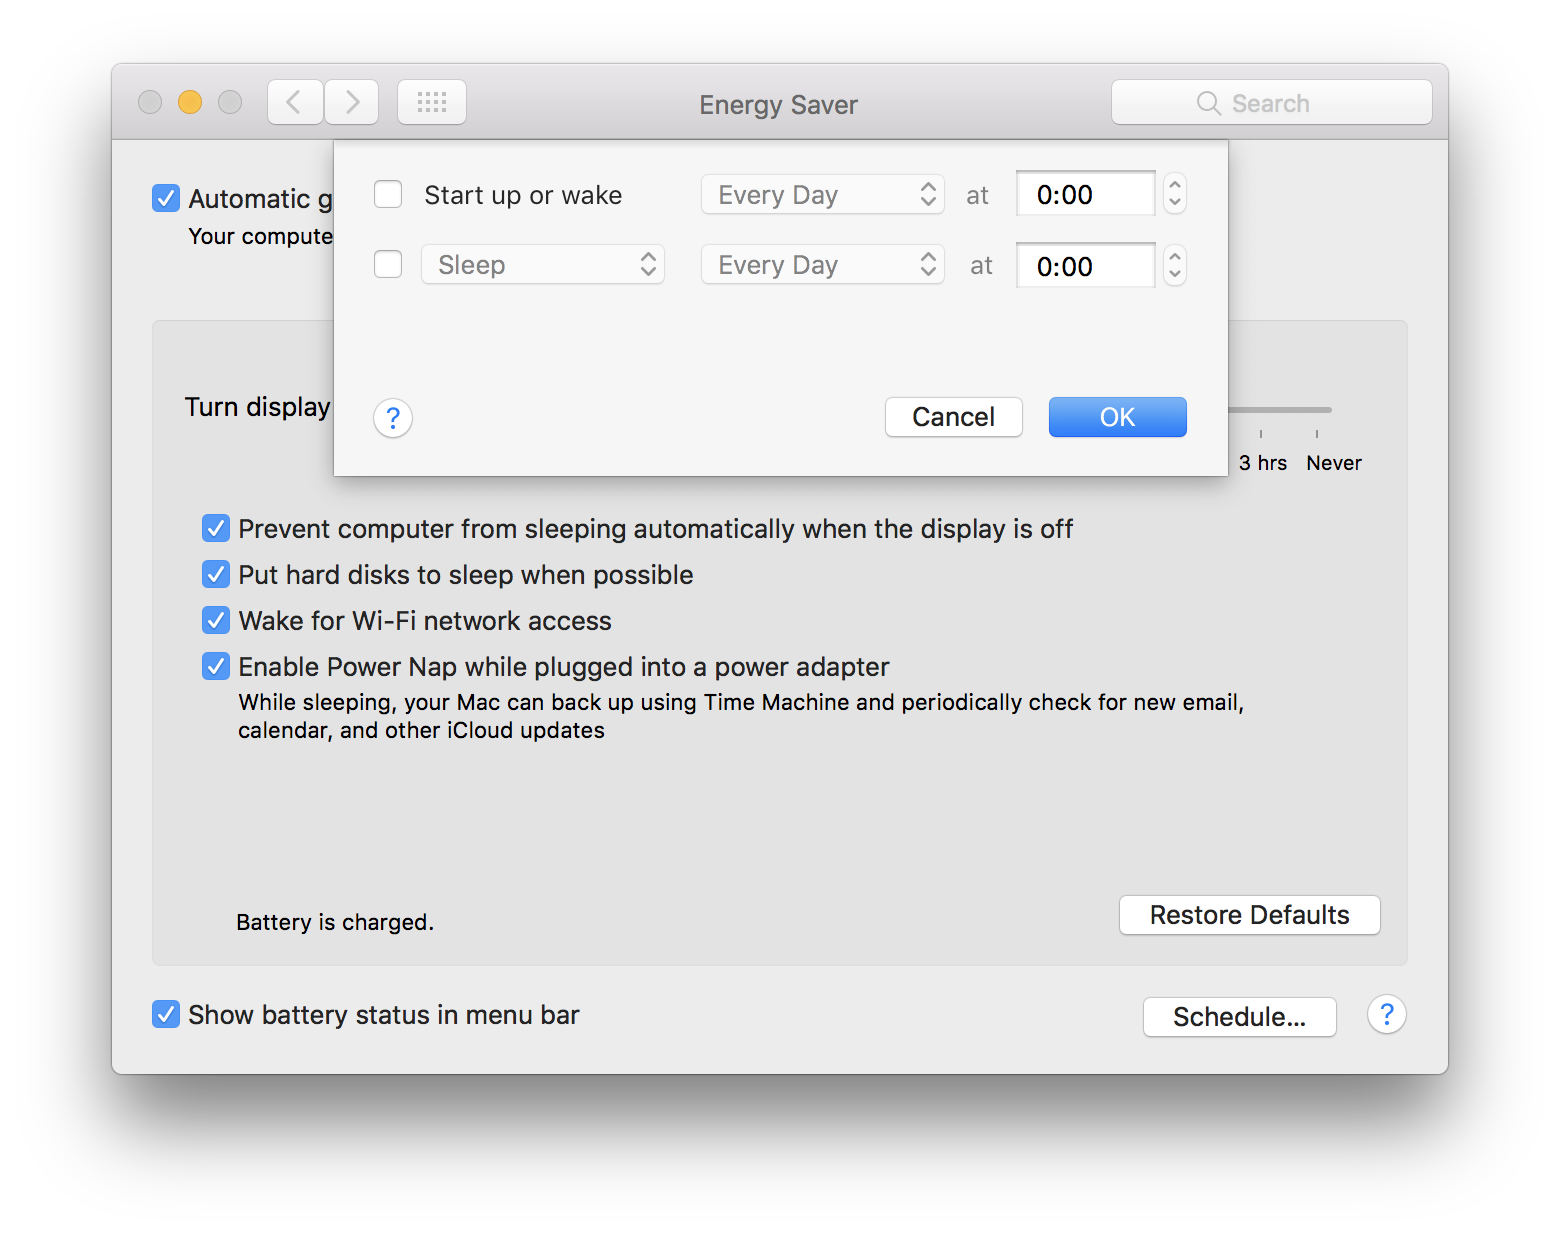 Energy Saver
Search
Start up or wake Every Day at 0:00
Sleep Every Day at 0:00
? Cancel OK
Automatic g
Your compute
Turn display
3 hrs Never
Prevent computer from sleeping automatically when the display is off
Put hard disks to sleep when possible
Wake for Wi-Fi network access
Enable Power Nap while plugged into a power adapter
While sleeping, your Mac can back up using Time Machine and periodically check for new email,
calendar, and other iCloud updates
Battery is charged.
Restore Defaults
Show battery status in menu bar
Schedule... ?